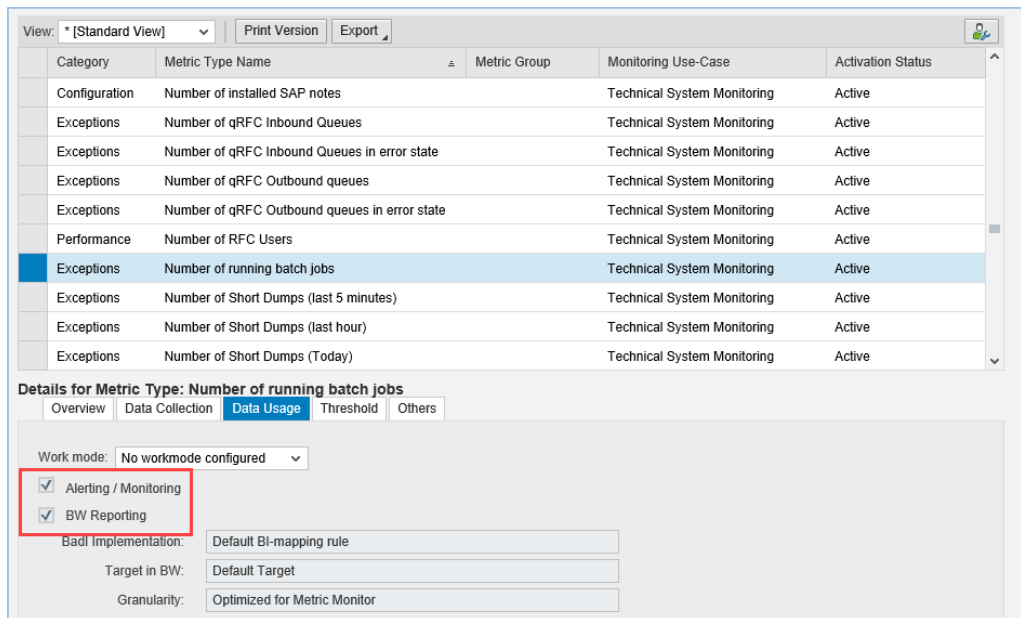 View: * [Standard View] Print Version Export
Category Metric Type Name Metric Group Monitoring Use-Case Activation Status
Configuration Number of installed SAP notes Technical System Monitoring Active
Exceptions Number of qRFC Inbound Queues Technical System Monitoring Active
Exceptions Number of qRFC Inbound Queues in error state Technical System Monitoring Active
Exceptions Number of qRFC Outbound queues Technical System Monitoring Active
Exceptions Number of qRFC Outbound queues in error state Technical System Monitoring Active
Performance Number of RFC Users Technical System Monitoring Active
Exceptions Number of running batch jobs Technical System Monitoring Active
Exceptions Number of Short Dumps (last 5 minutes) Technical System Monitoring Active
Exceptions Number of Short Dumps (last hour) Technical System Monitoring Active
Exceptions Number of Short Dumps (Today) Technical System Monitoring Active
Details for Metric Type: Number of running batch jobs
Overview Data Collection Data Usage Threshold Others
Work mode: No workmode configured
Alerting / Monitoring
BW Reporting
BadI Implementation: Default BI-mapping rule
Target in BW: Default Target
Granularity: Optimized for Metric Monitor